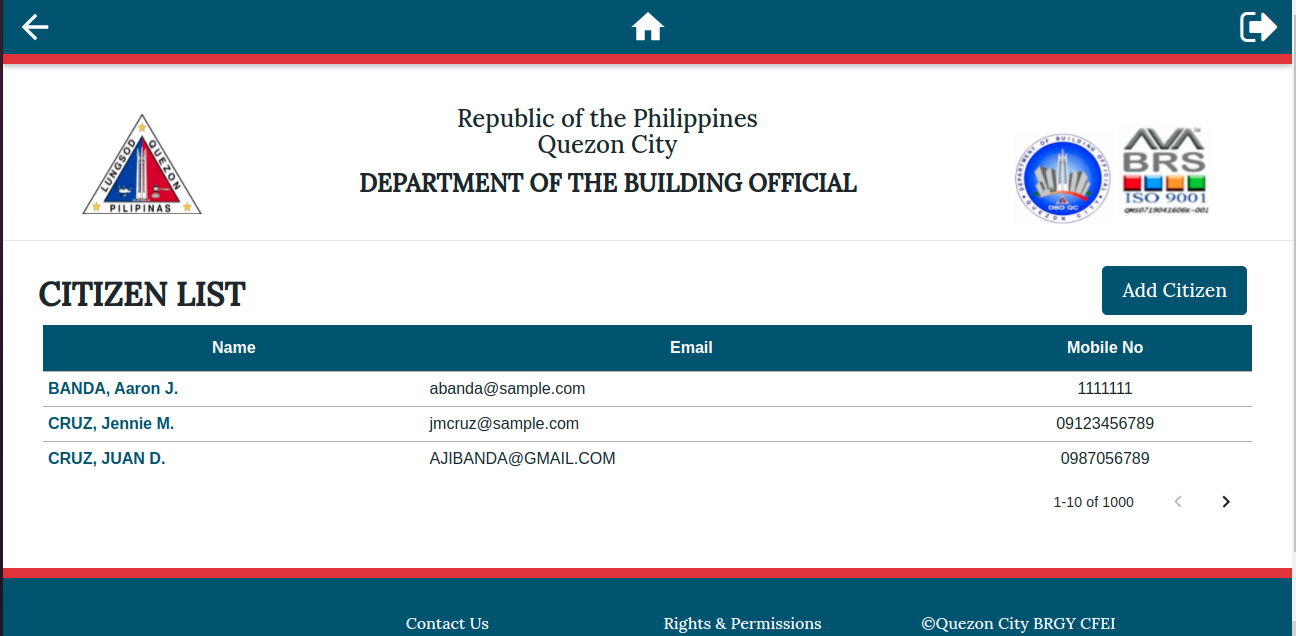 Republic of the Philippines
Quezon City
DEPARTMENT OF THE BUILDING OFFICIAL
LUNGSOD QUEZON
PILIPINAS
DEPARTMENT OF BUILDING OFFICIAL
DBO QC
QUEZON CITY
AVA
BRS
ISO 9001
QMS0719041606K-001
CITIZEN LIST
Add Citizen
Name Email Mobile No
BANDA, Aaron J. abanda@sample.com 1111111
CRUZ, Jennie M. jmcruz@sample.com 09123456789
CRUZ, JUAN D. AJIBANDA@GMAIL.COM 0987056789
1-10 of 1000
Contact Us Rights & Permissions ©Quezon City BRGY CFEI